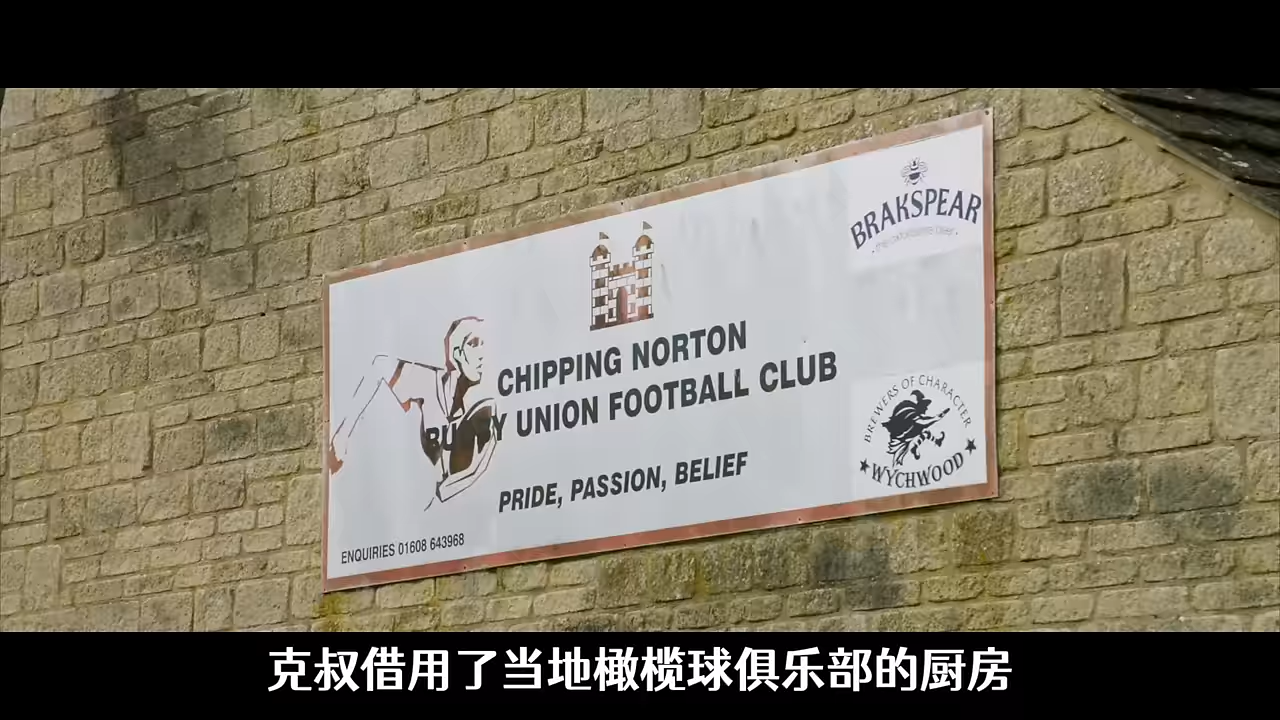 BRAKSPEAR
CHIPPING NORTON
RUGBY UNION FOOTBALL CLUB
PRIDE, PASSION, BELIEF
BREWERS OF CHARACTER
WYCHWOOD
ENQUIRIES 01608 643968
克叔借用了当地橄榄球俱乐部的厨房